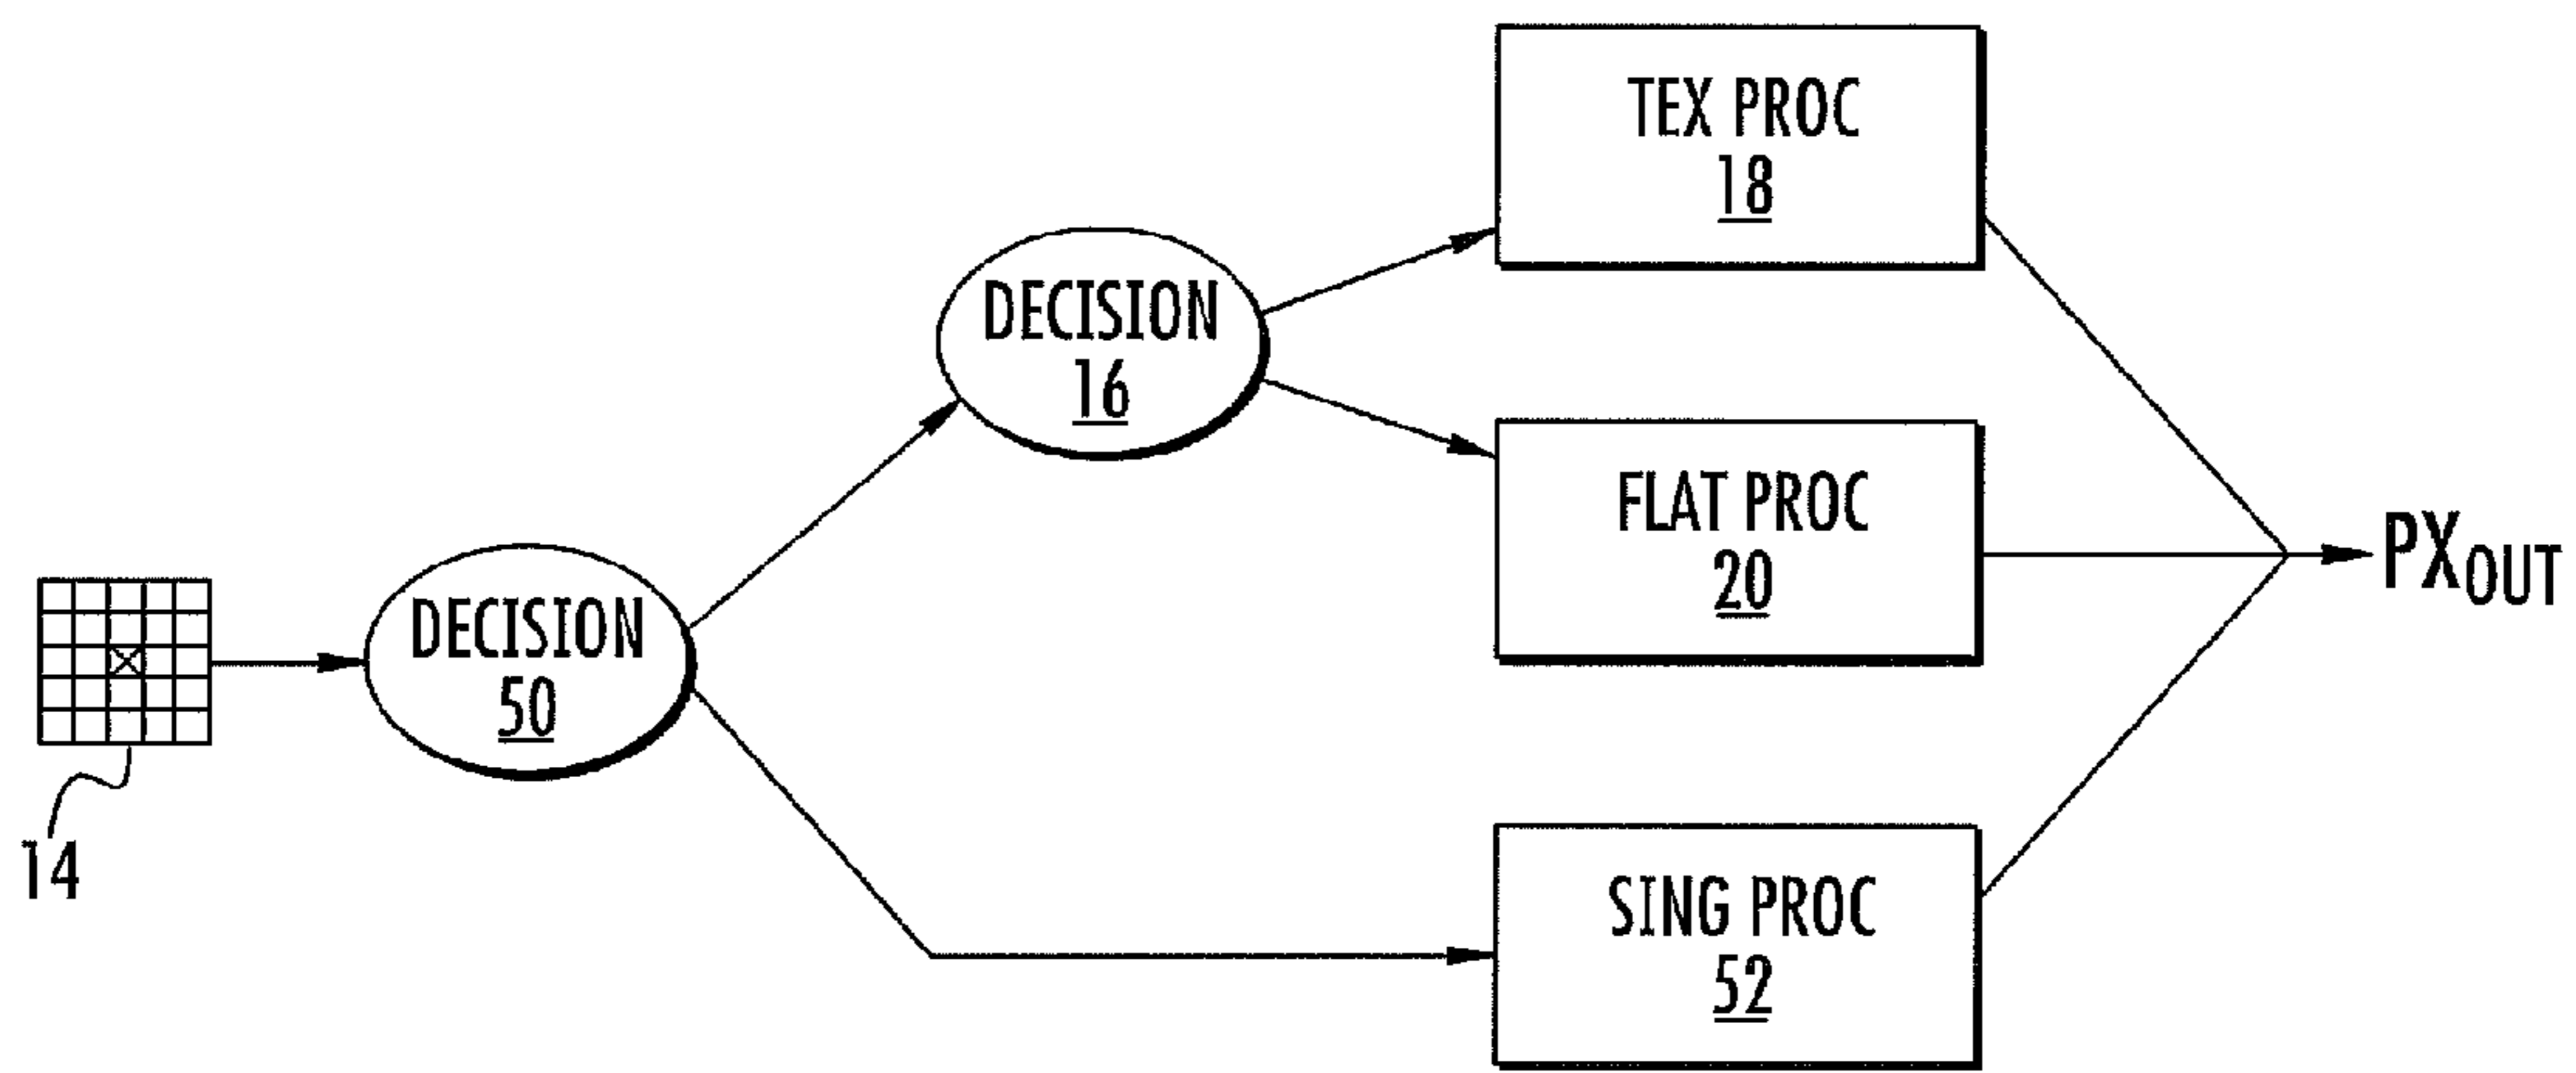 TEX PROC
18
DECISION
16
FLAT PROC
20
PXOUT
DECISION
50
14
SING PROC
52